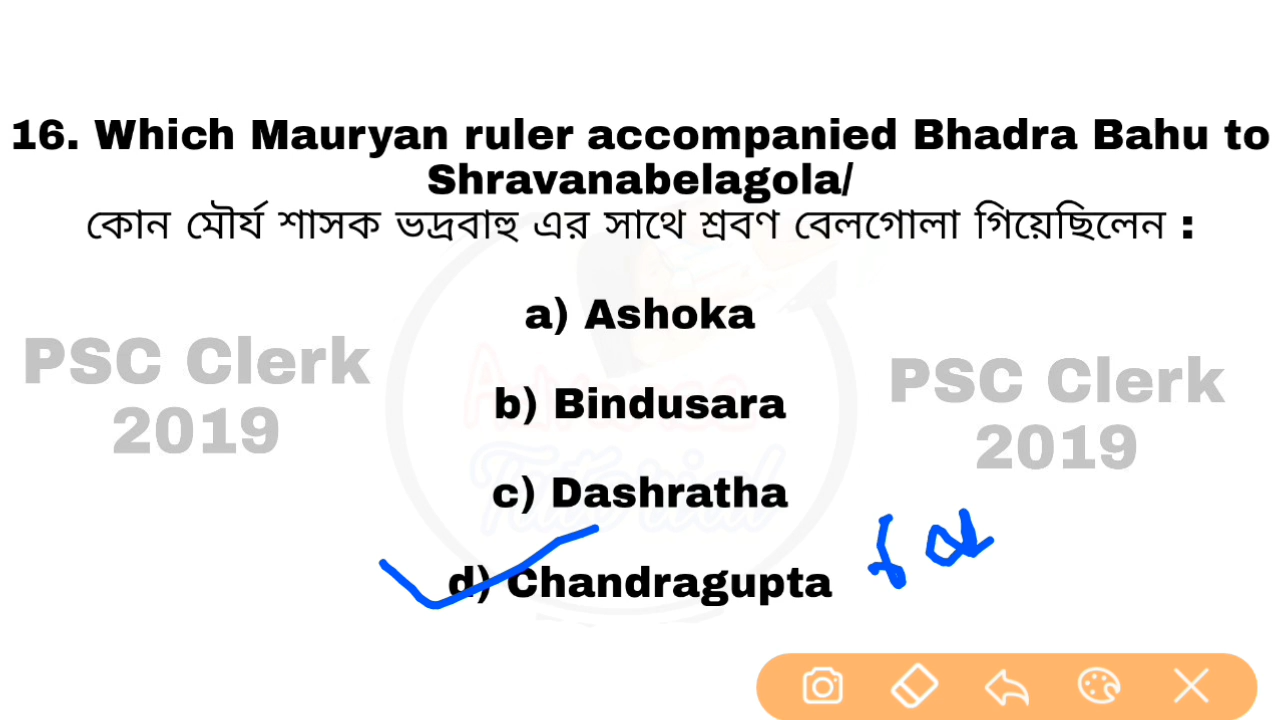 16. Which Mauryan ruler accompanied Bhadra Bahu to
Shravanabelagola/
কোন মৌর্য শাসক ভদ্রবাহু এর সাথে শ্রবণ বেলগোলা গিয়েছিলেন :
a) Ashoka
b) Bindusara
c) Dashratha
d) Chandragupta
PSC Clerk
2019
PSC Clerk
2019